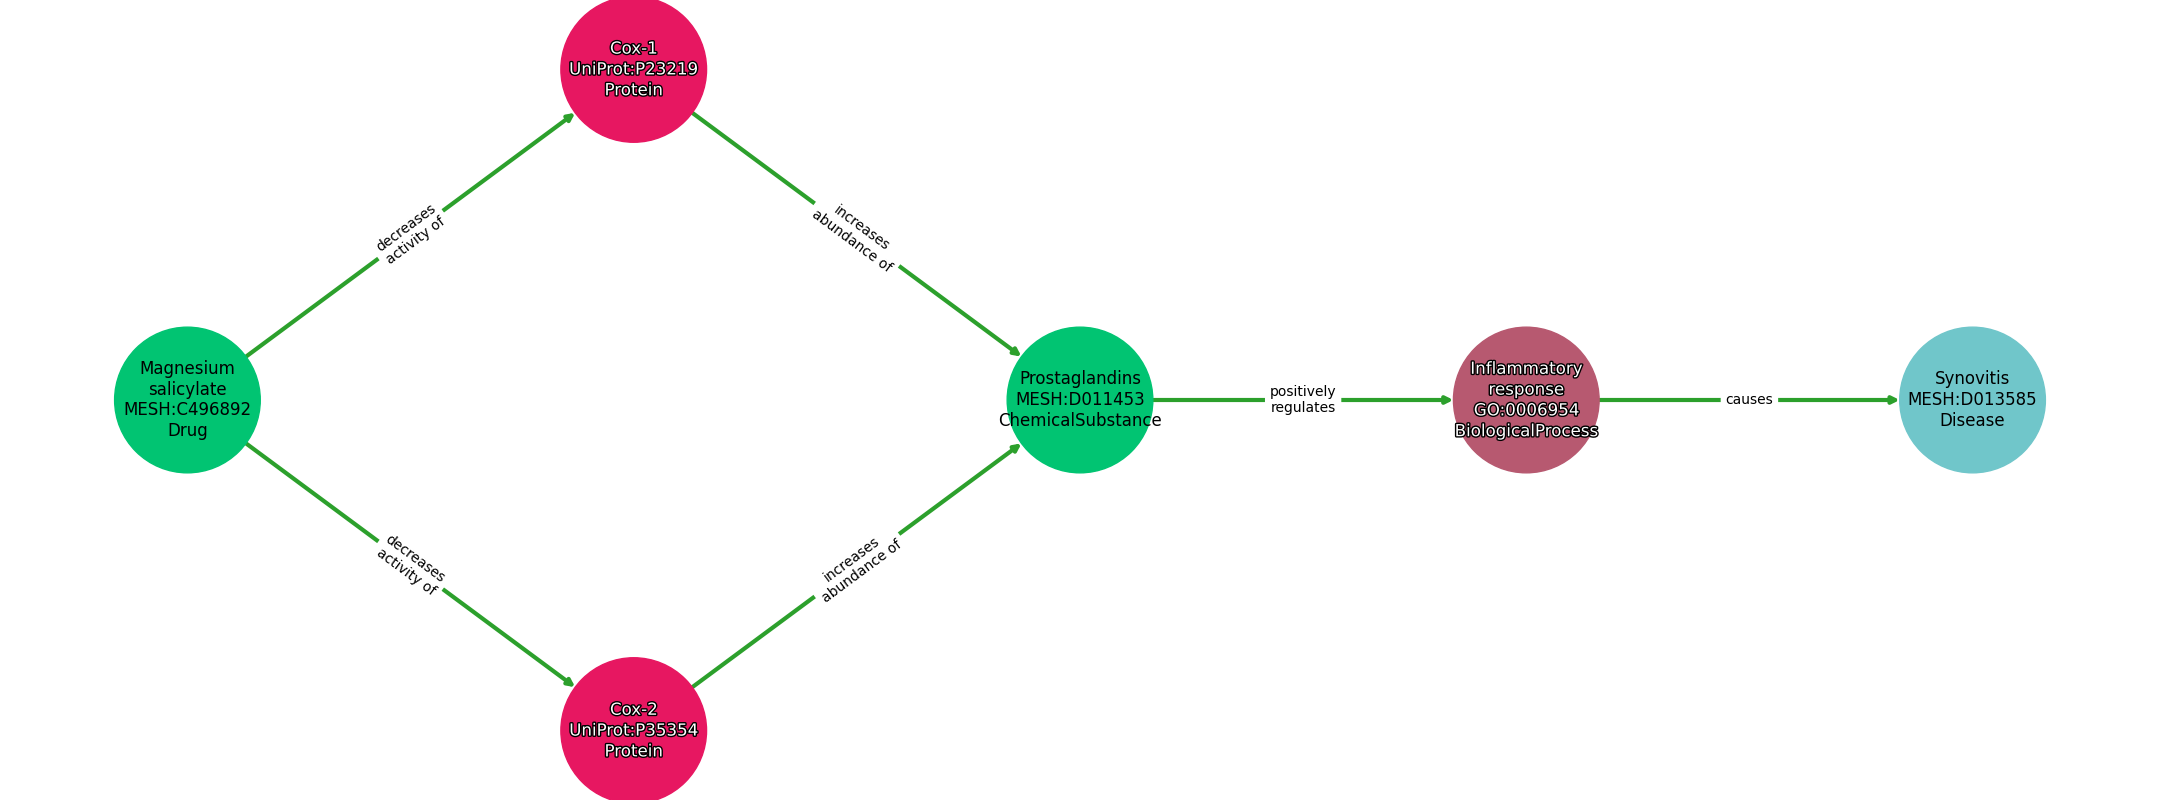 Cox-1
UniProt:P23219
Protein
decreases
activity of
increases
abundance of
Magnesium
salicylate
MESH:C496892
Drug
Prostaglandins
MESH:D011453
ChemicalSubstance
positively
regulates
Inflammatory
response
GO:0006954
BiologicalProcess
causes
Synovitis
MESH:D013585
Disease
decreases
activity of
increases
abundance of
Cox-2
UniProt:P35354
Protein